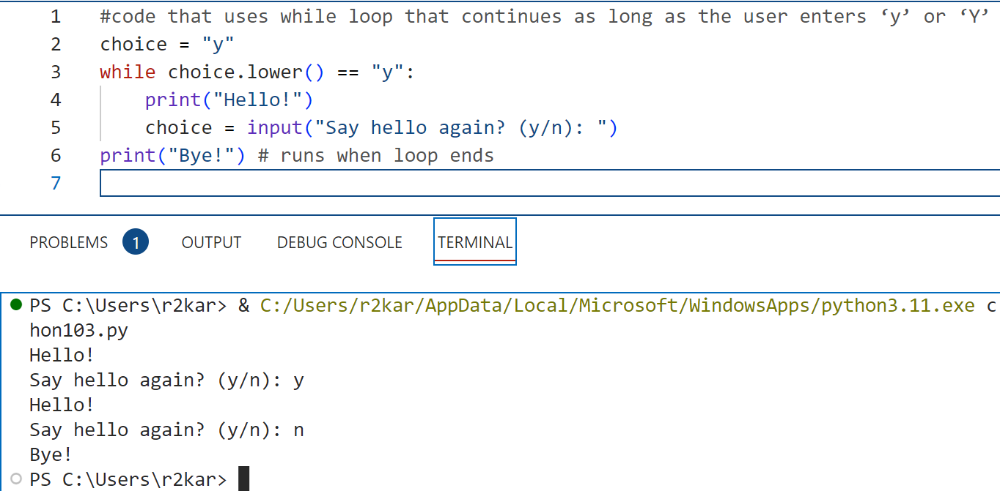 1 #code that uses while loop that continues as long as the user enters ‘y’ or ‘Y’
2 choice = "y"
3 while choice.lower() == "y":
4     print("Hello!")
5     choice = input("Say hello again? (y/n): ")
6 print("Bye!") # runs when loop ends
7
PROBLEMS 1 OUTPUT DEBUG CONSOLE TERMINAL
PS C:\Users\r2kar> & C:/Users/r2kar/AppData/Local/Microsoft/WindowsApps/python3.11.exe c
hon103.py
Hello!
Say hello again? (y/n): y
Hello!
Say hello again? (y/n): n
Bye!
PS C:\Users\r2kar>